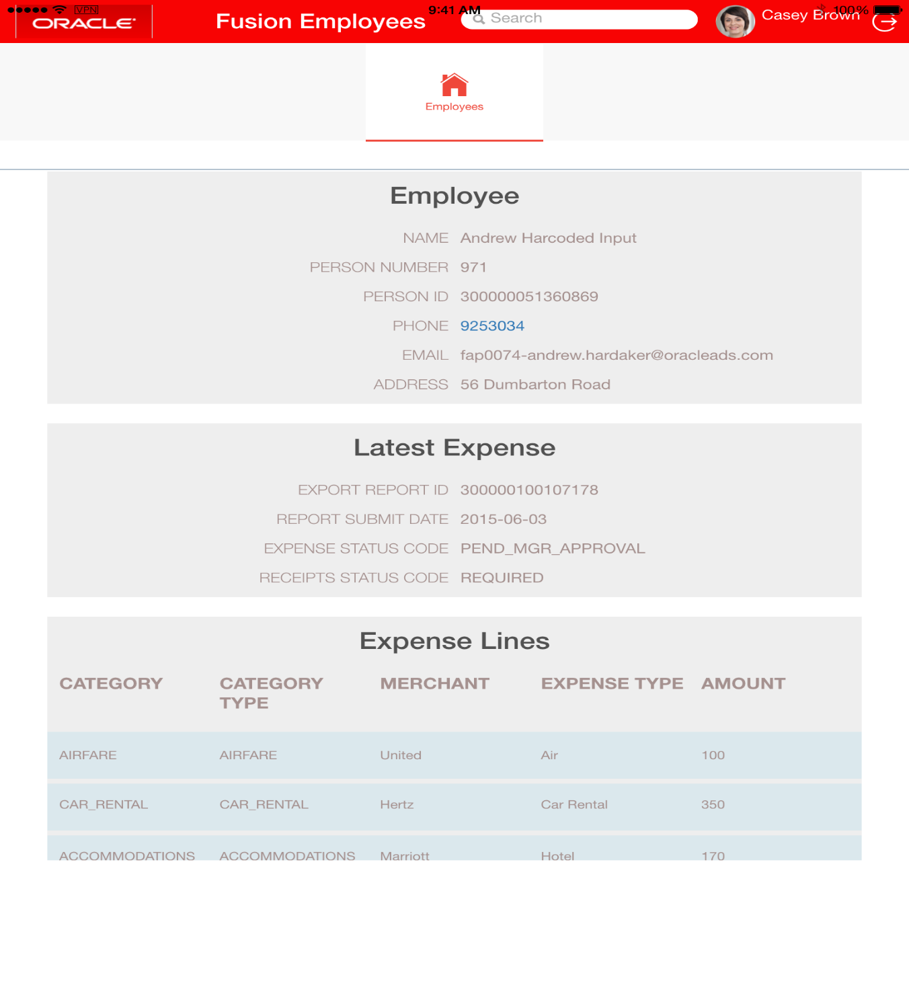 VPN 9:41 AM 100%
ORACLE Fusion Employees Search Casey Brown
Employees
Employee
NAME Andrew Harcoded Input
PERSON NUMBER 971
PERSON ID 300000051360869
PHONE 9253034
EMAIL fap0074-andrew.hardaker@oracleads.com
ADDRESS 56 Dumbarton Road
Latest Expense
EXPORT REPORT ID 300000100107178
REPORT SUBMIT DATE 2015-06-03
EXPENSE STATUS CODE PEND_MGR_APPROVAL
RECEIPTS STATUS CODE REQUIRED
Expense Lines
CATEGORY CATEGORY TYPE MERCHANT EXPENSE TYPE AMOUNT
AIRFARE AIRFARE United Air 100
CAR_RENTAL CAR_RENTAL Hertz Car Rental 350
ACCOMMODATIONS ACCOMMODATIONS Marriott Hotel 170